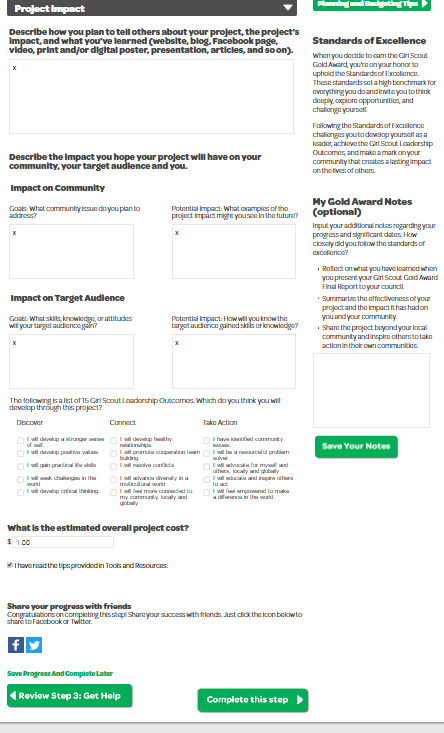 Project Impact
Describe how you plan to tell others about your project, the project's
impact, and what you've learned (website, blog, Facebook page,
video, print and/or digital poster, presentation, articles, and so on).
x
Describe the impact you hope your project will have on your
community, your target audience and you.
Impact on Community
Goals: What community issue do you plan to
address?
x
Potential Impact: What examples of the
project impact might you see in the future?
x
Impact on Target Audience
Goals: What skills, knowledge, or attitudes
will your target audience gain?
x
Potential Impact: How will you know the
target audience gained skills or knowledge?
x
The following is a list of 15 Girl Scout Leadership Outcomes. Which do you think you will
develop through this project?
Discover
I will develop a stronger sense
of self.
I will develop positive values
I will gain practical life skills
I will seek challenges in the
world
I will develop critical thinking
Connect
I will develop healthy
relationships.
I will promote cooperation team
building
I will resolve conflicts
I will advance diversity in a
multicultural world
I will feel more connected to
my community, locally and
globally
Take Action
I have identified community
issues.
I will be a resourceful problem
solver
I will advocate for myself and
others, locally and globally
I will educate and inspire others
to act
I will feel empowered to make
a difference in the world
What is the estimated overall project cost?
$ 1.00
I have read the tips provided in Tools and Resources.
Share your progress with friends
Congratulations on completing this step! Share your success with friends. Just click the icon below to
share to Facebook or Twitter.
Save Progress And Complete Later
Review Step 3: Get Help
Complete this step
Planning and Budgeting Tips
Standards of Excellence
When you decide to earn the Girl Scout
Gold Award, you're on your honor to
uphold the Standards of Excellence.
These standards set a high benchmark for
everything you do and invite you to think
deeply, explore opportunities, and
challenge yourself.
Following the Standards of Excellence
challenges you to develop yourself as a
leader, achieve the Girl Scout Leadership
Outcomes, and make a mark on your
community that creates a lasting impact
on the lives of others.
My Gold Award Notes
(optional)
Input your additional notes regarding your
progress and significant dates. How
closely did you follow the standards of
excellence?
• Reflect on what you have learned when
you present your Girl Scout Gold Award
Final Report to your council.
• Summarize the effectiveness of your
project and the impact it has had on
you and your community.
• Share the project beyond your local
community and inspire others to take
action in their own communities.
Save Your Notes